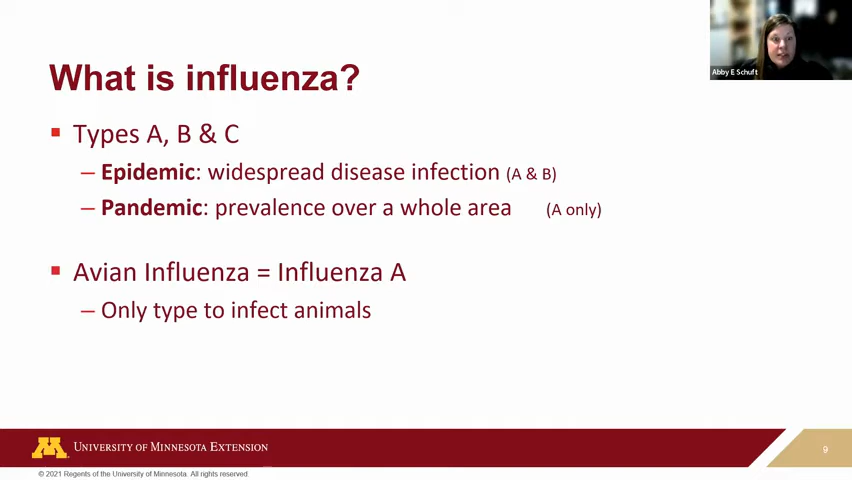 Abby E Schuft
What is influenza?
Types A, B & C
– Epidemic: widespread disease infection (A & B)
– Pandemic: prevalence over a whole area (A only)
Avian Influenza = Influenza A
– Only type to infect animals
M UNIVERSITY OF MINNESOTA EXTENSION
9
© 2021 Regents of the University of Minnesota. All rights reserved.